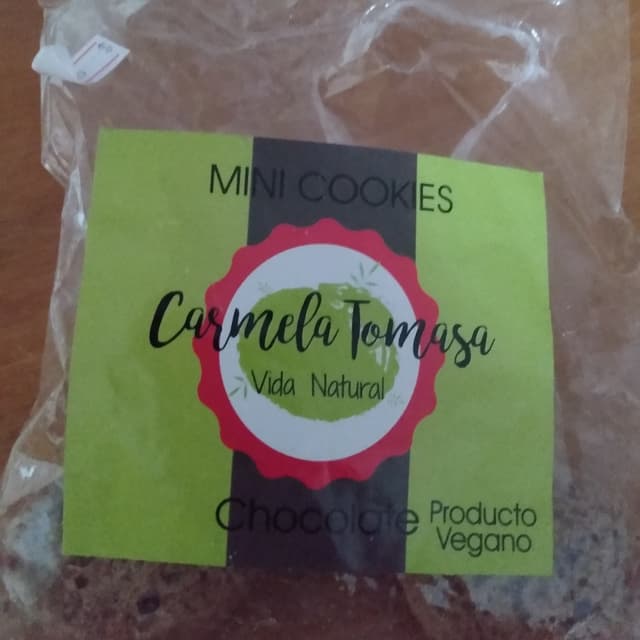 MINI COOKIES
Carmela Tomasa
Vida Natural
Chocolate
Producto
Vegano